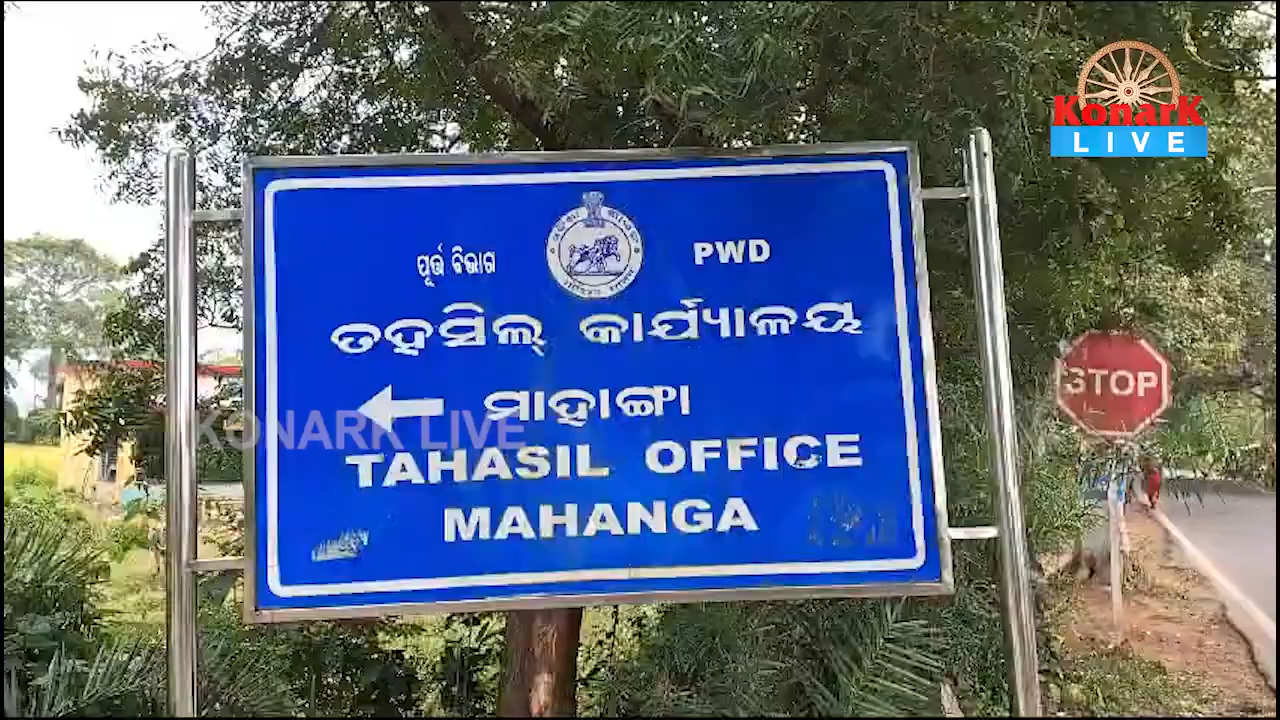 Konark
LIVE
ପୂର୍ତ୍ତ ବିଭାଗ
PWD
ତହସିଲ୍ କାର୍ଯ୍ୟାଳୟ
ମାହାଙ୍ଗା
KONARK LIVE
TAHASIL OFFICE
MAHANGA
STOP